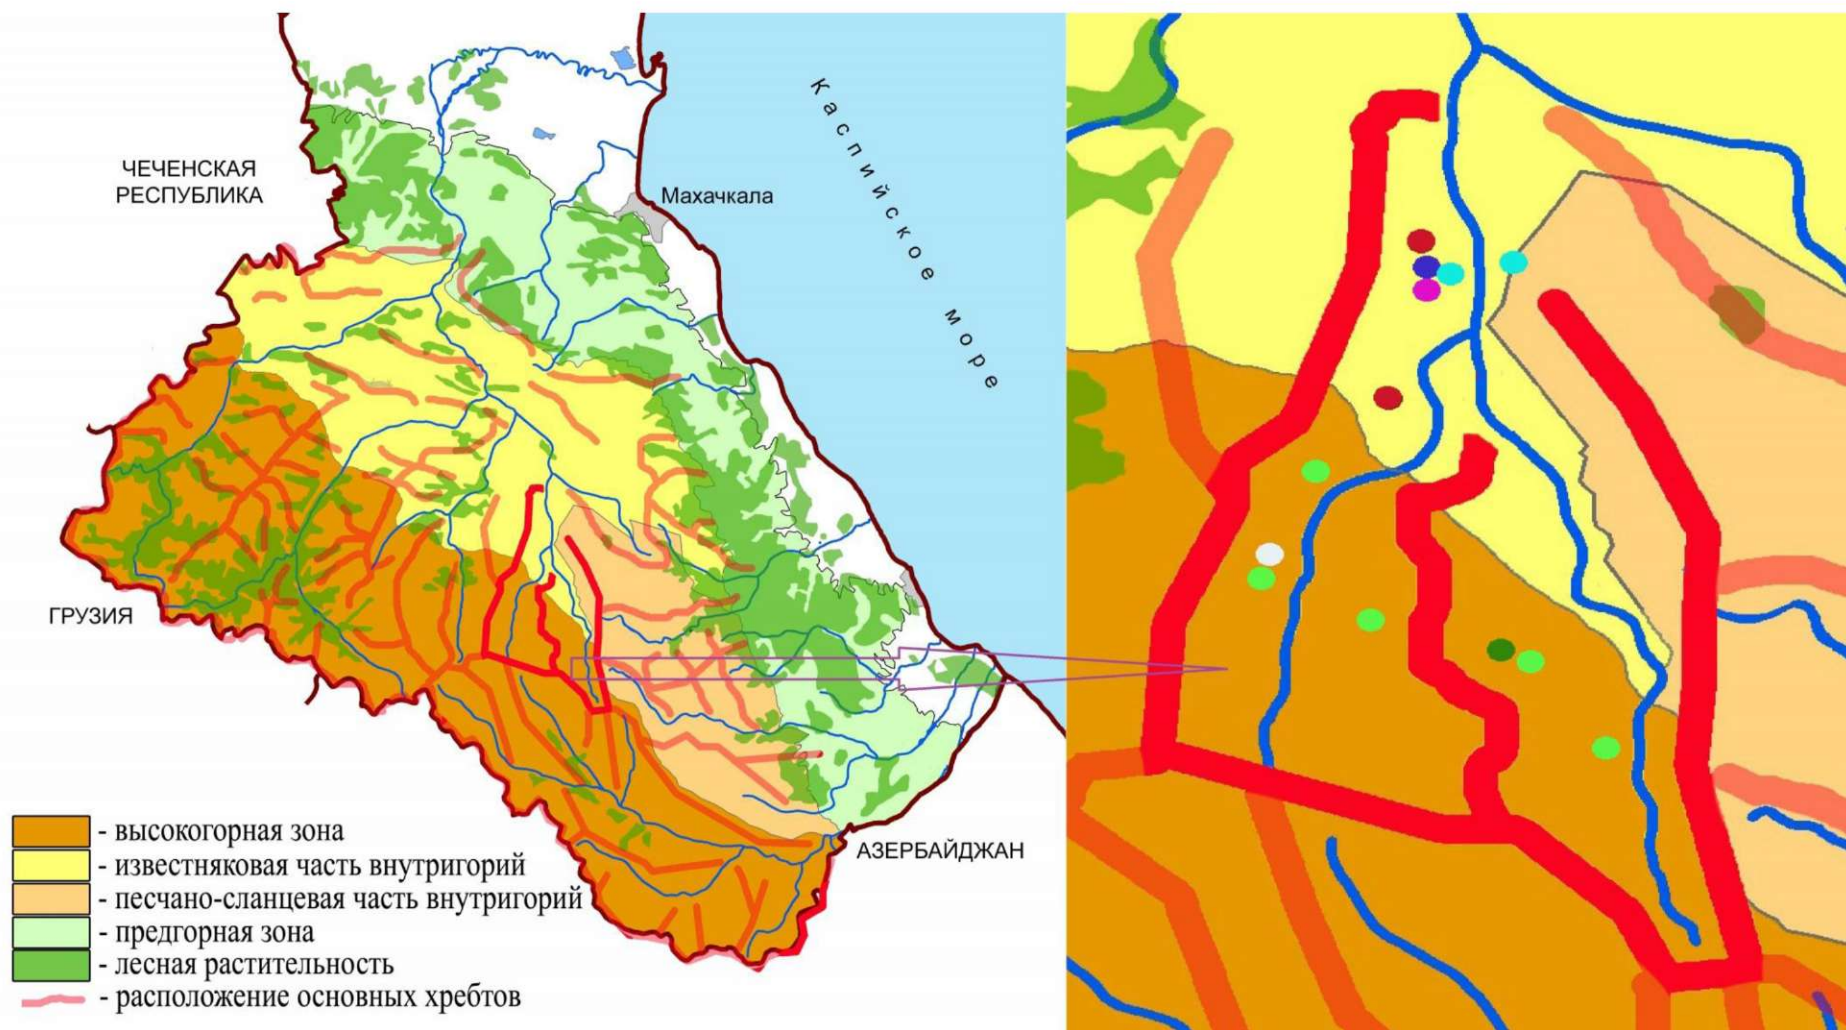 ЧЕЧЕНСКАЯ
РЕСПУБЛИКА
Махачкала
Каспийское море
ГРУЗИЯ
АЗЕРБАЙДЖАН
- высокогорная зона
- известняковая часть внутригорий
- песчано-сланцевая часть внутригорий
- предгорная зона
- лесная растительность
- расположение основных хребтов